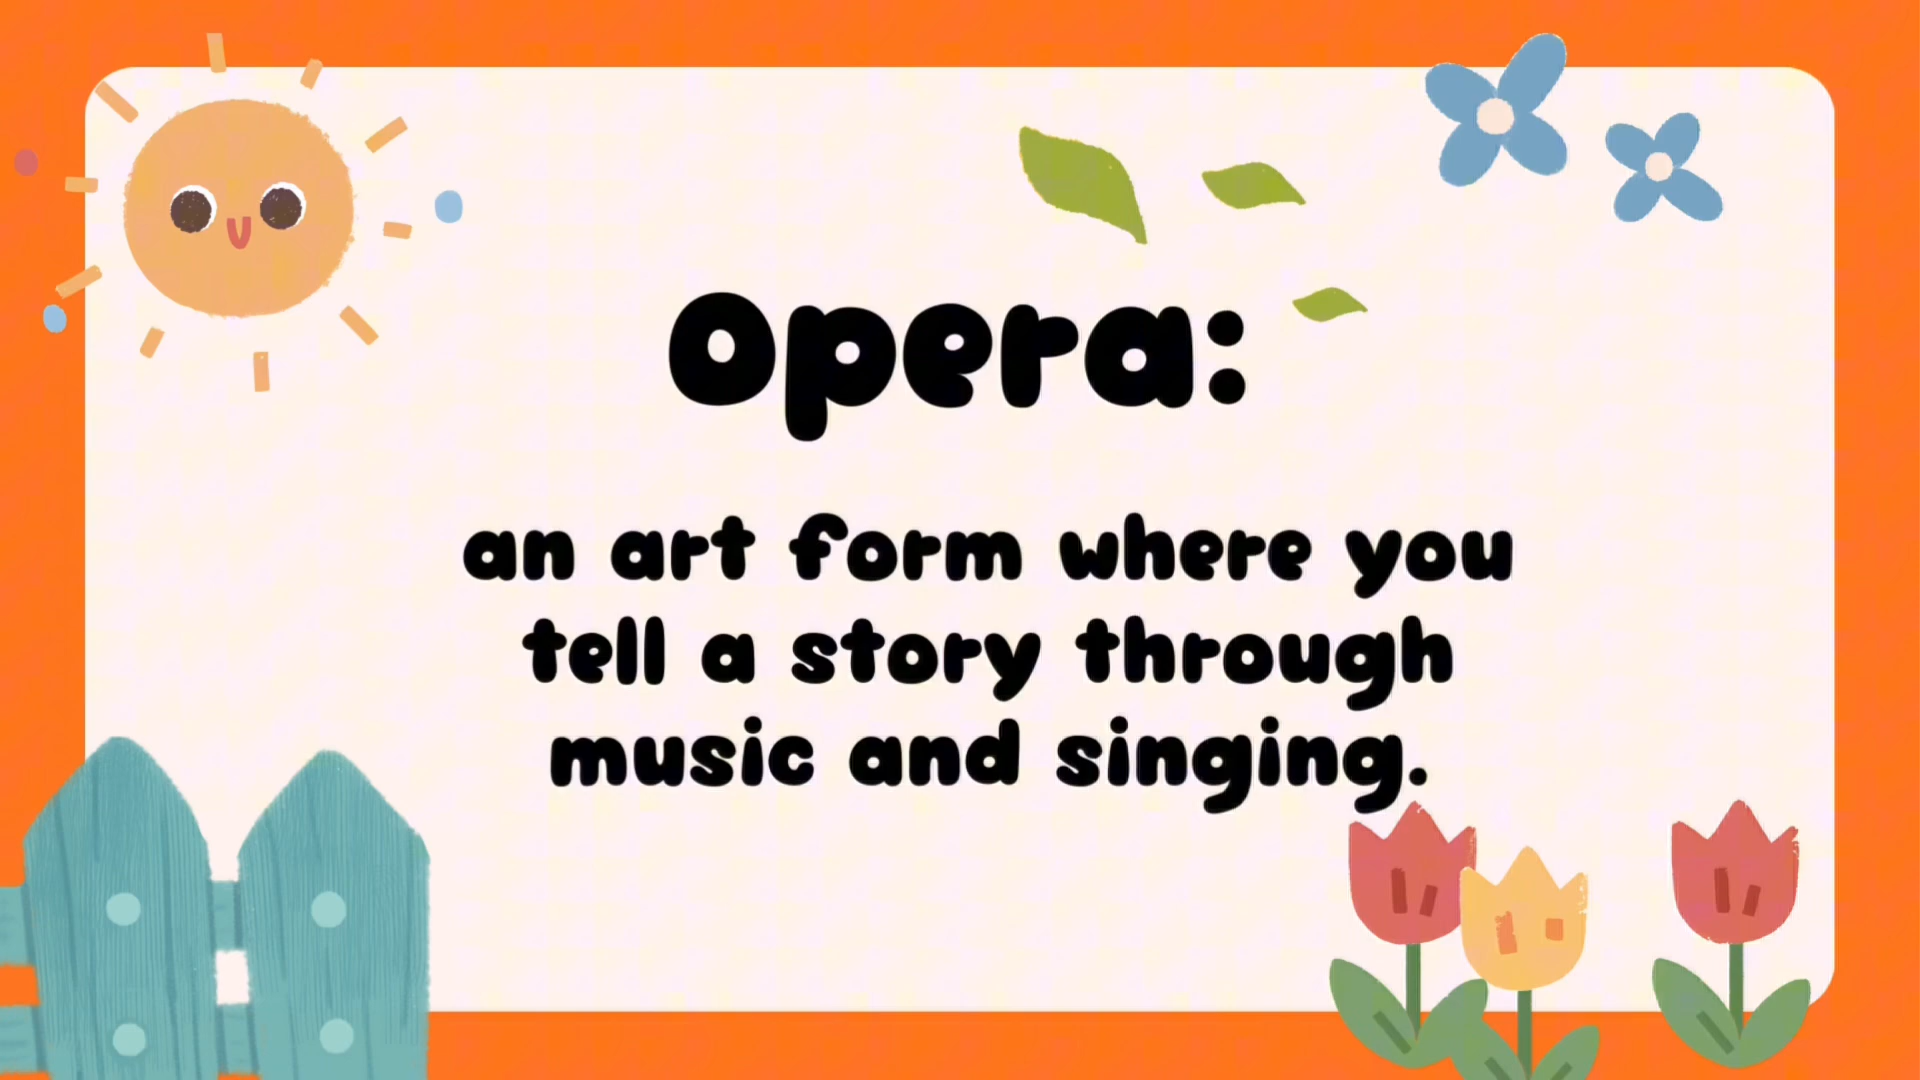 Opera:
an art form where you
tell a story through
music and singing.